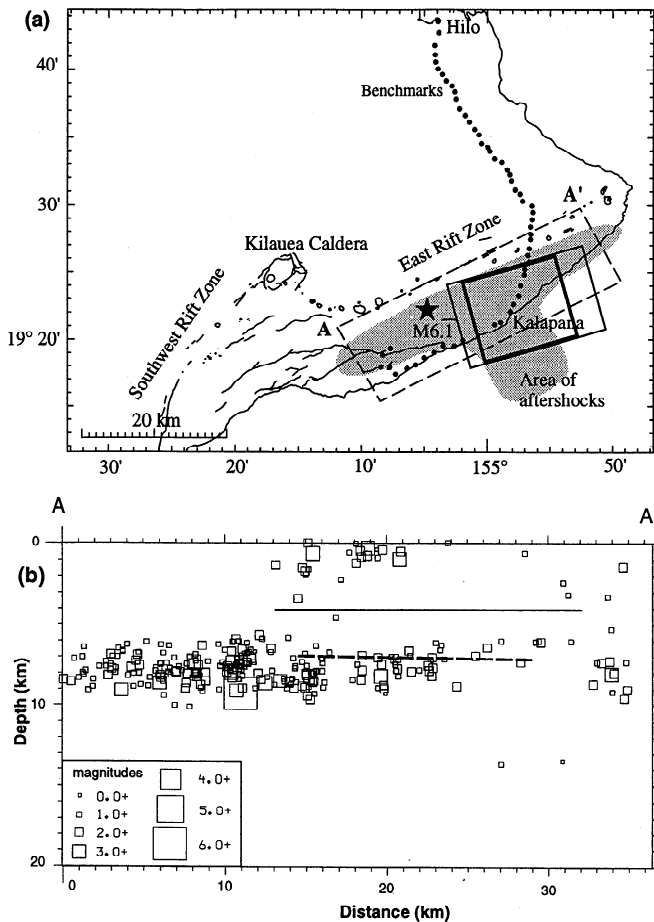 (a)
Hilo
40'
Benchmarks
30'
A'
East Rift Zone
Kilauea Caldera
Southwest Rift Zone
A
19° 20'
M6.1
Kalapana
Area of
aftershocks
20 km
30'
20'
10'
155°
50'
A
A
(b)
0
10
20
Depth (km)
magnitudes
0.0+
1.0+
2.0+
3.0+
4.0+
5.0+
6.0+
0
10
20
30
Distance (km)